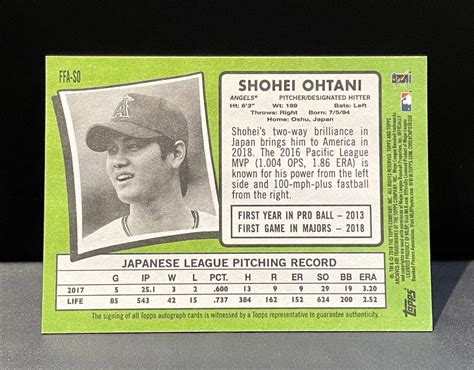 FFA-SO
SHOHEI OHTANI
ANGELS® PITCHER/DESIGNATED HITTER
Ht: 6'3" Wt: 189 Bats: Left
Throws: Right Born: 7/5/94
Home: Oshu, Japan
Shohei's two-way brilliance in
Japan brings him to America in
2018. The 2016 Pacific League
MVP (1.004 OPS, 1.86 ERA) is
known for his power from the left
side and 100-mph-plus fastball
from the right.
FIRST YEAR IN PRO BALL – 2013
FIRST GAME IN MAJORS – 2018
JAPANESE LEAGUE PITCHING RECORD
G IP W L PCT. H R ER SO BB ERA
2017 5 25.1 3 2 .600 13 9 9 29 19 3.20
LIFE 85 543 42 15 .737 384 162 152 624 200 2.52
The signing of all Topps autograph cards is witnessed by a Topps representative to guarantee authenticity.
Topps